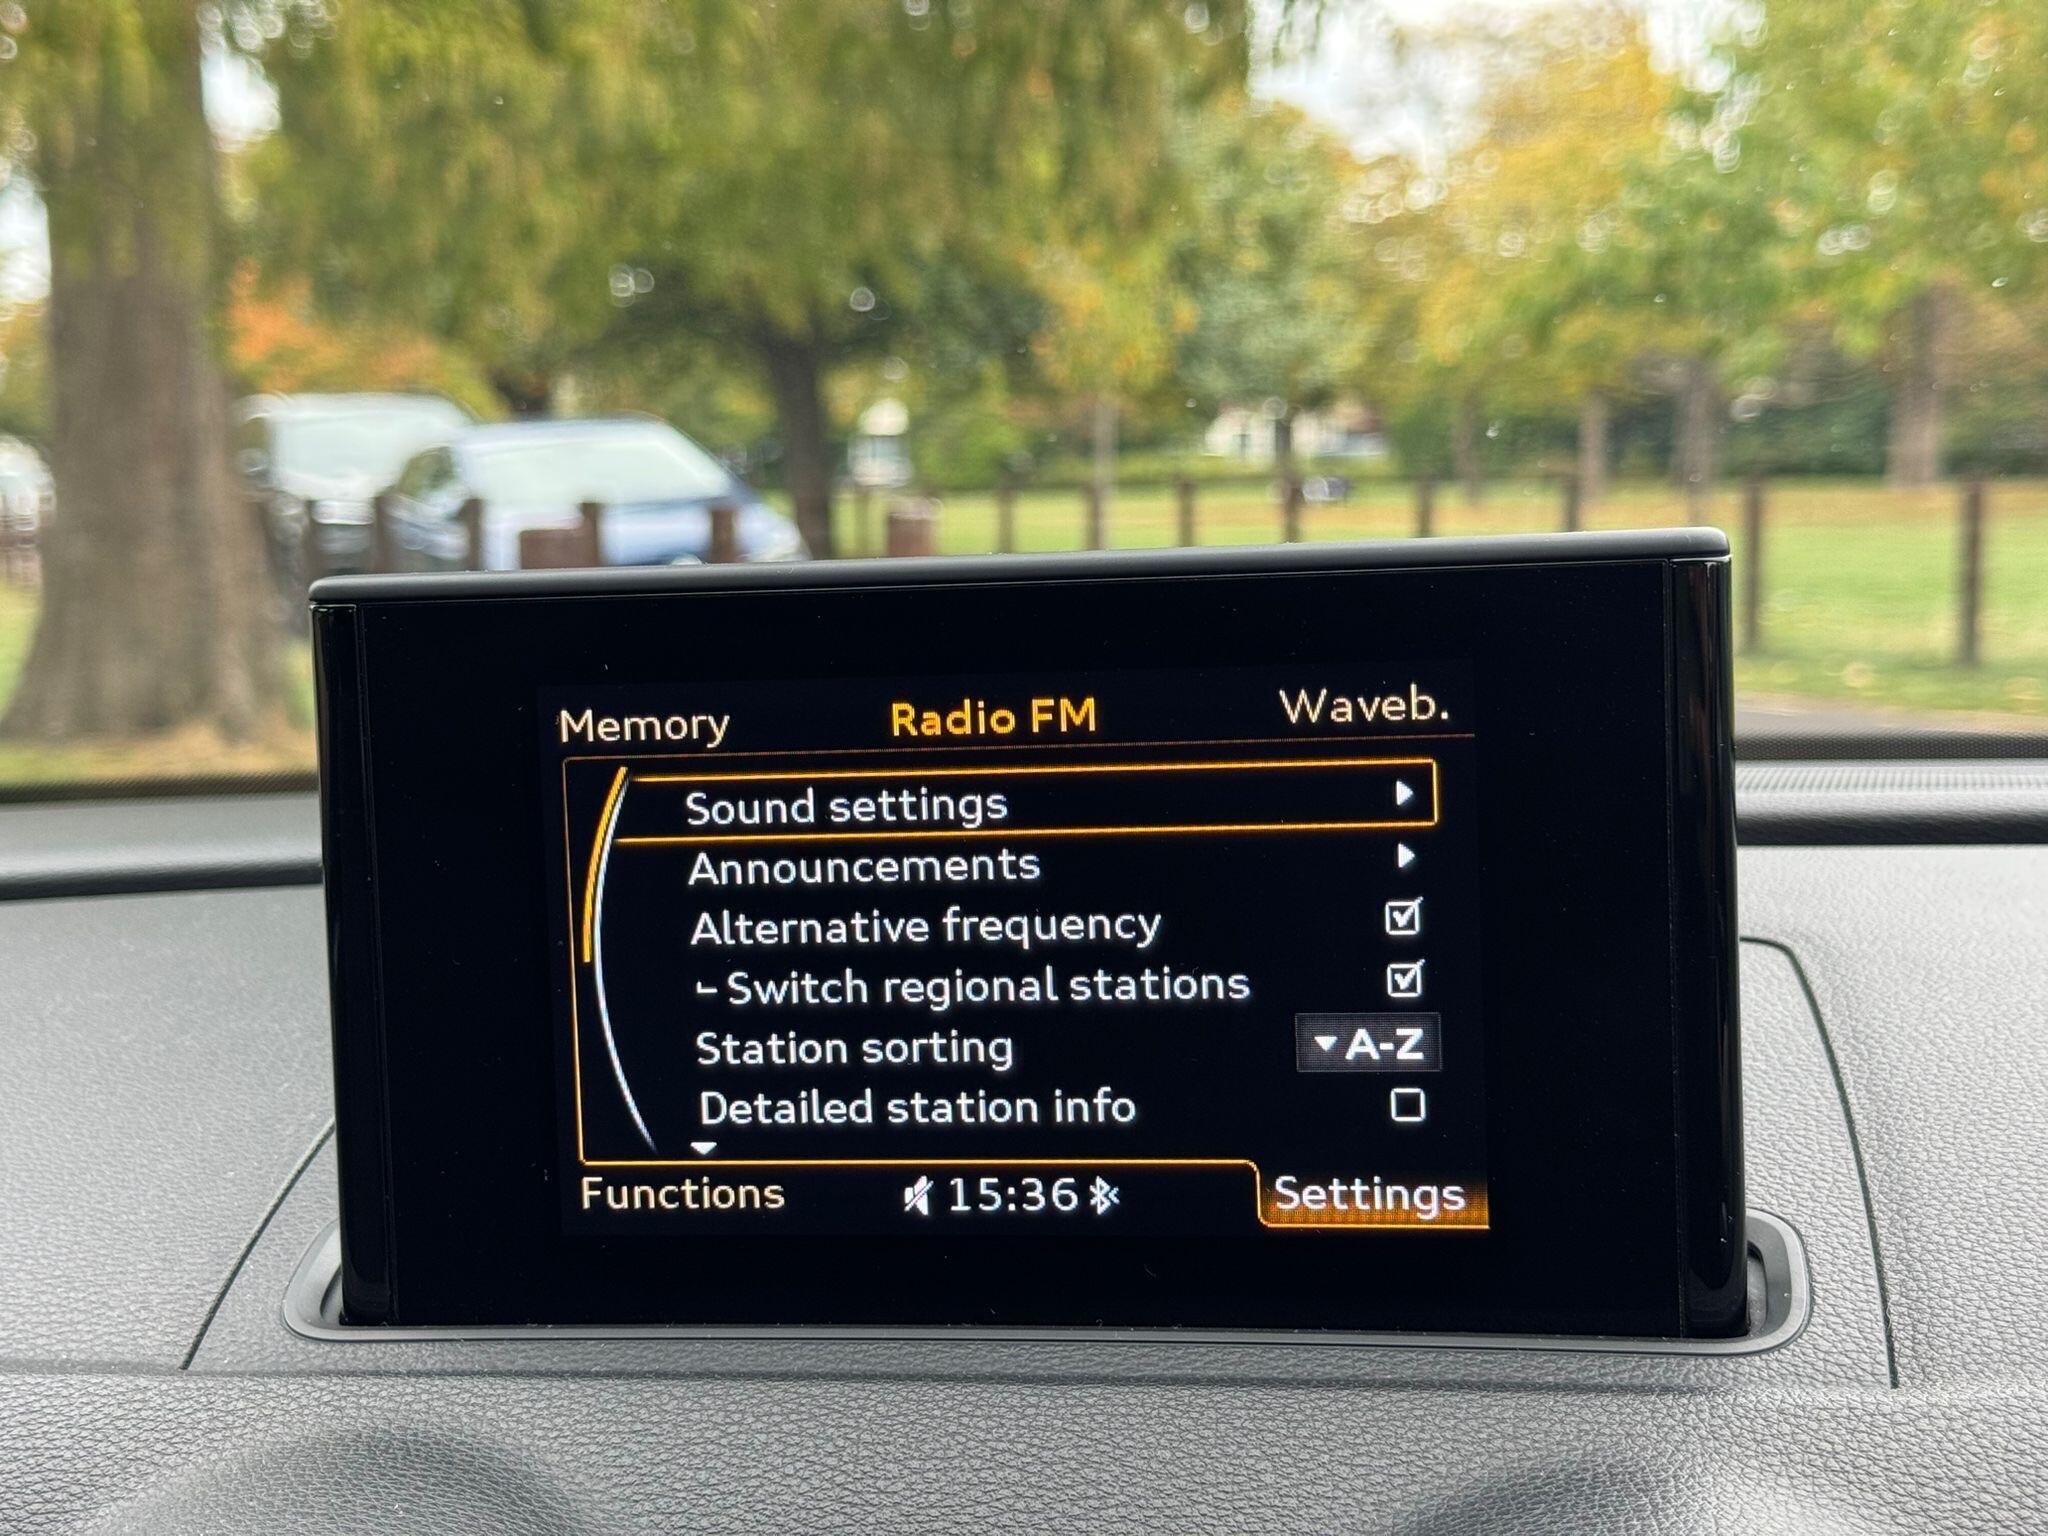 Memory Radio FM Waveb.
Sound settings
Announcements
Alternative frequency
Switch regional stations
Station sorting A-Z
Detailed station info
Functions 15:36 Settings